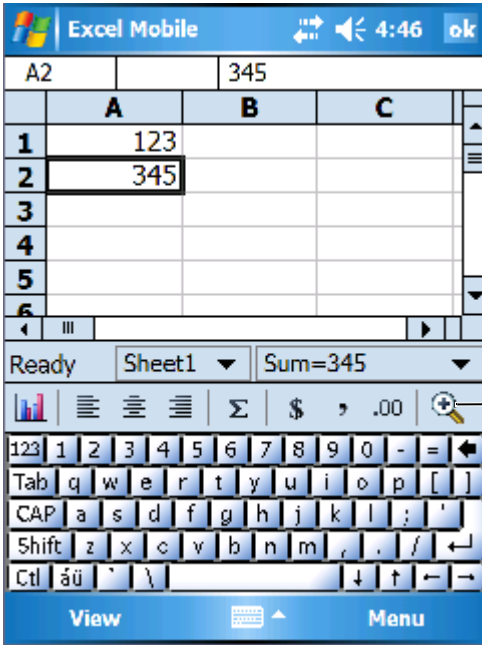 Excel Mobile 4:46 ok
A2 345
A B C
1 123
2 345
3
4
5
6
Ready Sheet1 Sum=345
Σ $ , .00
123 1 2 3 4 5 6 7 8 9 0 - =
Tab q w e r t y u i o p [ ]
CAP a s d f g h j k l ; '
Shift z x c v b n m , . /
Ctl áü ` \
View Menu